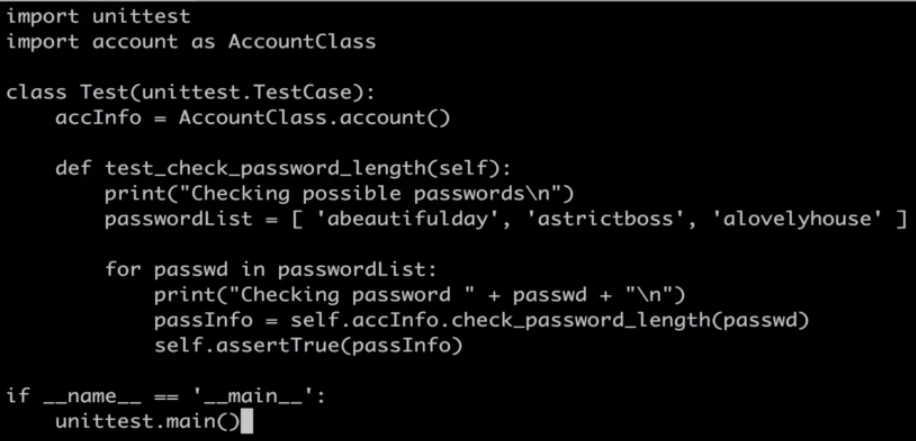 import unittest
import account as AccountClass
class Test(unittest.TestCase):
    accInfo = AccountClass.account()
    def test_check_password_length(self):
        print("Checking possible passwords\n")
        passwordList = [ 'abeautifulday', 'astrictboss', 'alovelyhouse' ]
        for passwd in passwordList:
            print("Checking password " + passwd + "\n")
            passInfo = self.accInfo.check_password_length(passwd)
            self.assertTrue(passInfo)
if __name__ == '__main__':
    unittest.main()